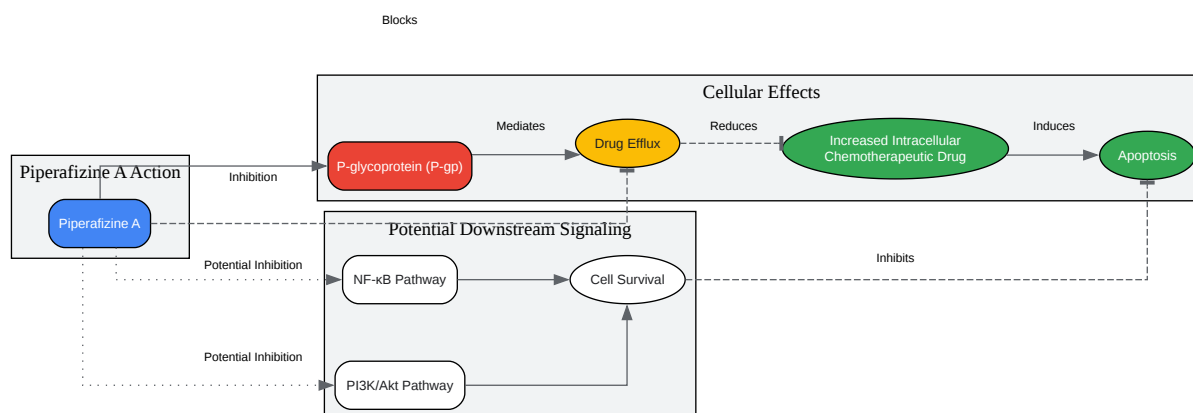 Blocks
Cellular Effects
Mediates
Reduces
Induces
Drug Efflux
Increased Intracellular
Chemotherapeutic Drug
Apoptosis
P-glycoprotein (P-gp)
Piperafizine A Action
Inhibition
Piperafizine A
Potential Downstream Signaling
Potential Inhibition
NF-κB Pathway
Cell Survival
Inhibits
Potential Inhibition
PI3K/Akt Pathway